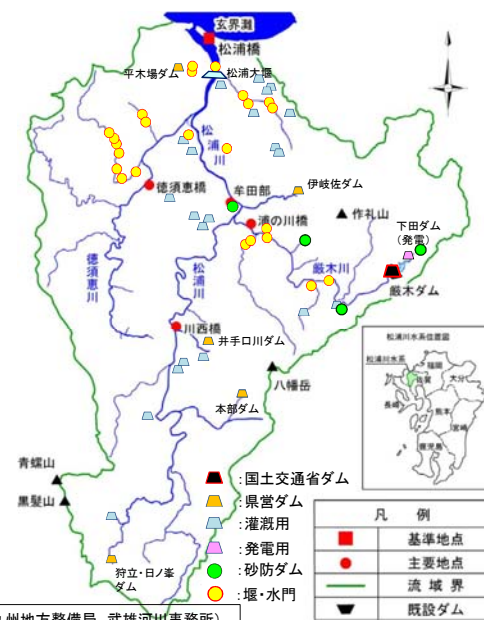 玄界灘
松浦橋
平木場ダム
松浦大堰
松浦川
伊岐佐ダム
徳須恵橋
牟田部
浦の川橋
作礼山
下田ダム
(発電)
徳須恵川
松浦川
厳木川
厳木ダム
川西橋
井手口川ダム
八幡岳
本部ダム
松浦川水系位置図
松浦川水系
福岡
佐賀
大分
長崎
熊本
宮崎
鹿児島
青螺山
黒髪山
狩立・日ノ峯
ダム
:国土交通省ダム
:県営ダム
:灌漑用
:発電用
:砂防ダム
:堰・水門
凡 例
基準地点
主要地点
流域界
既設ダム
九州地方整備局 武雄河川事務所)